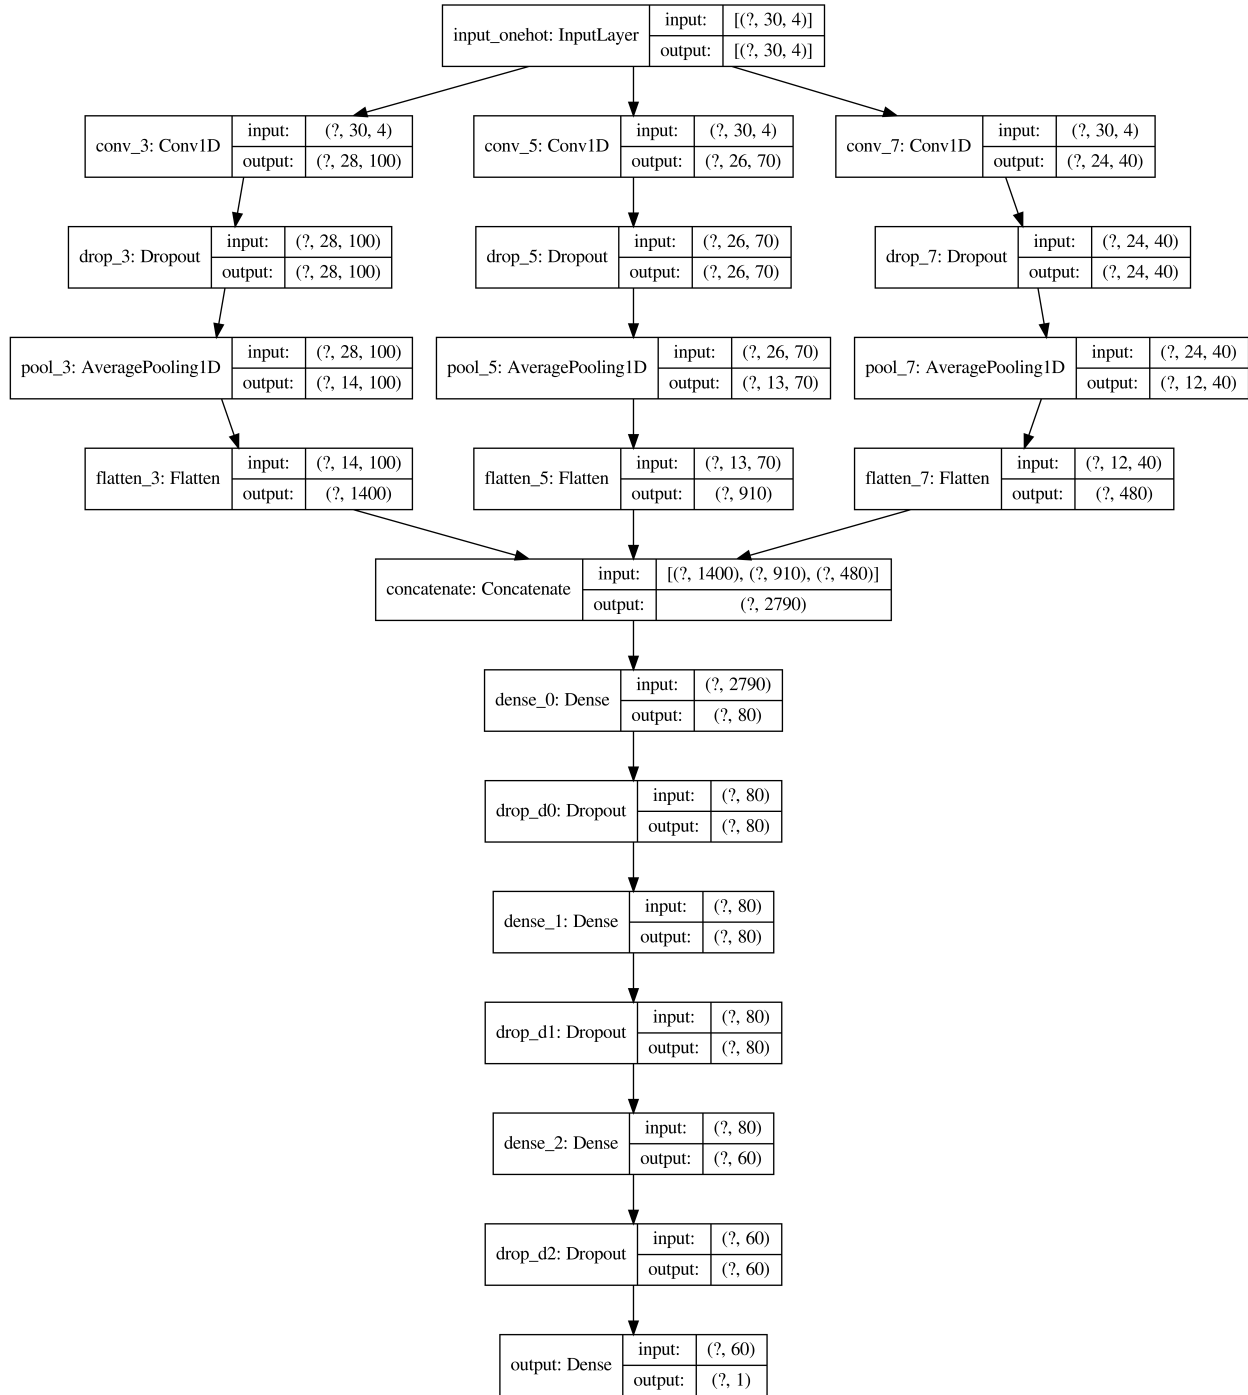 input_onehot: InputLayer
input: [(?, 30, 4)]
output: [(?, 30, 4)]
conv_3: Conv1D
input: (?, 30, 4)
output: (?, 28, 100)
conv_5: Conv1D
input: (?, 30, 4)
output: (?, 26, 70)
conv_7: Conv1D
input: (?, 30, 4)
output: (?, 24, 40)
drop_3: Dropout
input: (?, 28, 100)
output: (?, 28, 100)
drop_5: Dropout
input: (?, 26, 70)
output: (?, 26, 70)
drop_7: Dropout
input: (?, 24, 40)
output: (?, 24, 40)
pool_3: AveragePooling1D
input: (?, 28, 100)
output: (?, 14, 100)
pool_5: AveragePooling1D
input: (?, 26, 70)
output: (?, 13, 70)
pool_7: AveragePooling1D
input: (?, 24, 40)
output: (?, 12, 40)
flatten_3: Flatten
input: (?, 14, 100)
output: (?, 1400)
flatten_5: Flatten
input: (?, 13, 70)
output: (?, 910)
flatten_7: Flatten
input: (?, 12, 40)
output: (?, 480)
concatenate: Concatenate
input: [(?, 1400), (?, 910), (?, 480)]
output: (?, 2790)
dense_0: Dense
input: (?, 2790)
output: (?, 80)
drop_d0: Dropout
input: (?, 80)
output: (?, 80)
dense_1: Dense
input: (?, 80)
output: (?, 80)
drop_d1: Dropout
input: (?, 80)
output: (?, 80)
dense_2: Dense
input: (?, 80)
output: (?, 60)
drop_d2: Dropout
input: (?, 60)
output: (?, 60)
output: Dense
input: (?, 60)
output: (?, 1)